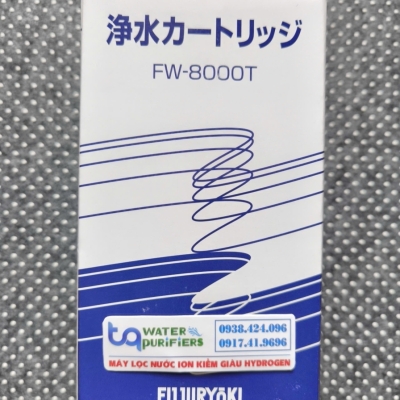 浄水カートリッジ
FW-8000T
tq WATER PURIFIERS
0938.424.096
0917.41.9696
MÁY LỌC NƯỚC ION KIỀM GIÀU HYDROGEN
FUJIIRYŌKI